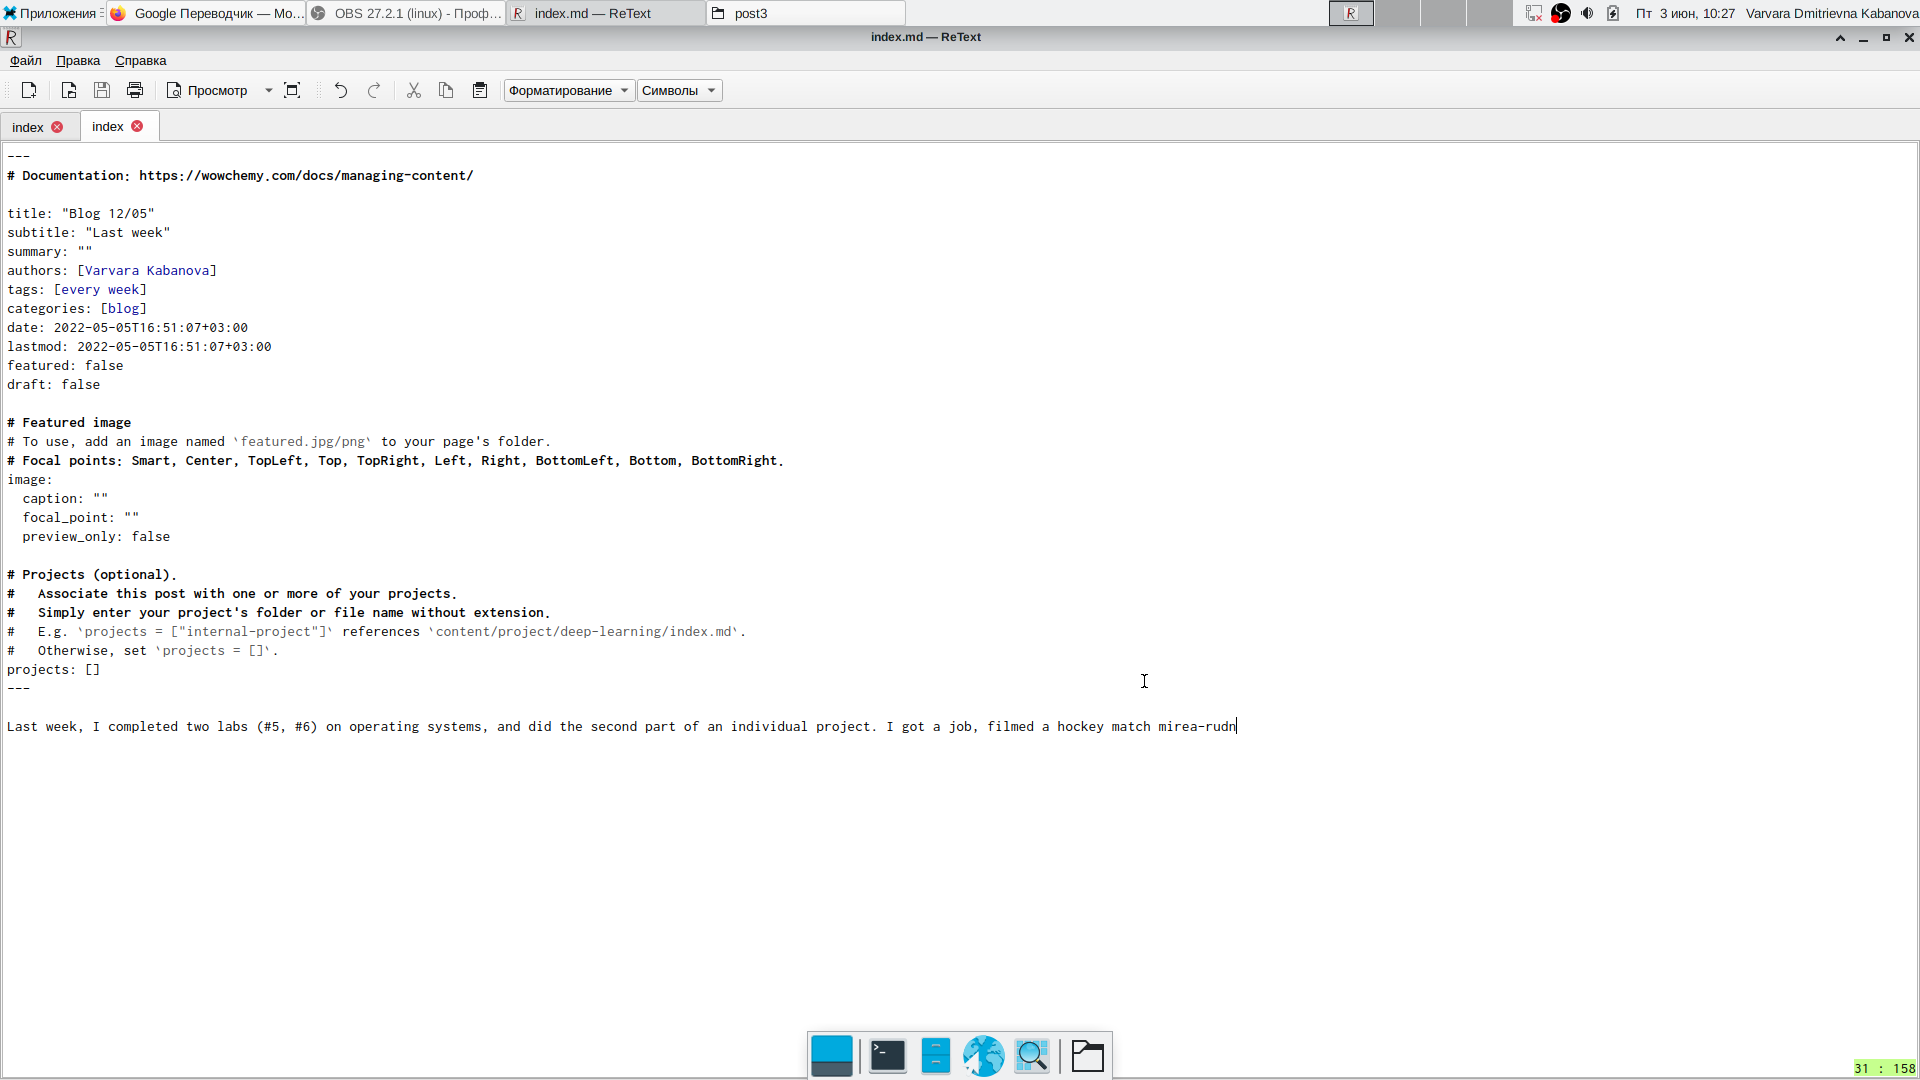 Приложения
Google Переводчик — Mo...
OBS 27.2.1 (linux) - Проф...
index.md — ReText
post3
Пт 3 июн, 10:27
Varvara Dmitrievna Kabanova
index.md — ReText
Файл Правка Справка
Просмотр Форматирование Символы
index index
---
# Documentation: https://wowchemy.com/docs/managing-content/
title: "Blog 12/05"
subtitle: "Last week"
summary: ""
authors: [Varvara Kabanova]
tags: [every week]
categories: [blog]
date: 2022-05-05T16:51:07+03:00
lastmod: 2022-05-05T16:51:07+03:00
featured: false
draft: false
# Featured image
# To use, add an image named `featured.jpg/png` to your page's folder.
# Focal points: Smart, Center, TopLeft, Top, TopRight, Left, Right, BottomLeft, Bottom, BottomRight.
image:
  caption: ""
  focal_point: ""
  preview_only: false
# Projects (optional).
#   Associate this post with one or more of your projects.
#   Simply enter your project's folder or file name without extension.
#   E.g. `projects = ["internal-project"]` references `content/project/deep-learning/index.md`.
#   Otherwise, set `projects = []`.
projects: []
---
Last week, I completed two labs (#5, #6) on operating systems, and did the second part of an individual project. I got a job, filmed a hockey match mirea-rudn
31 : 158